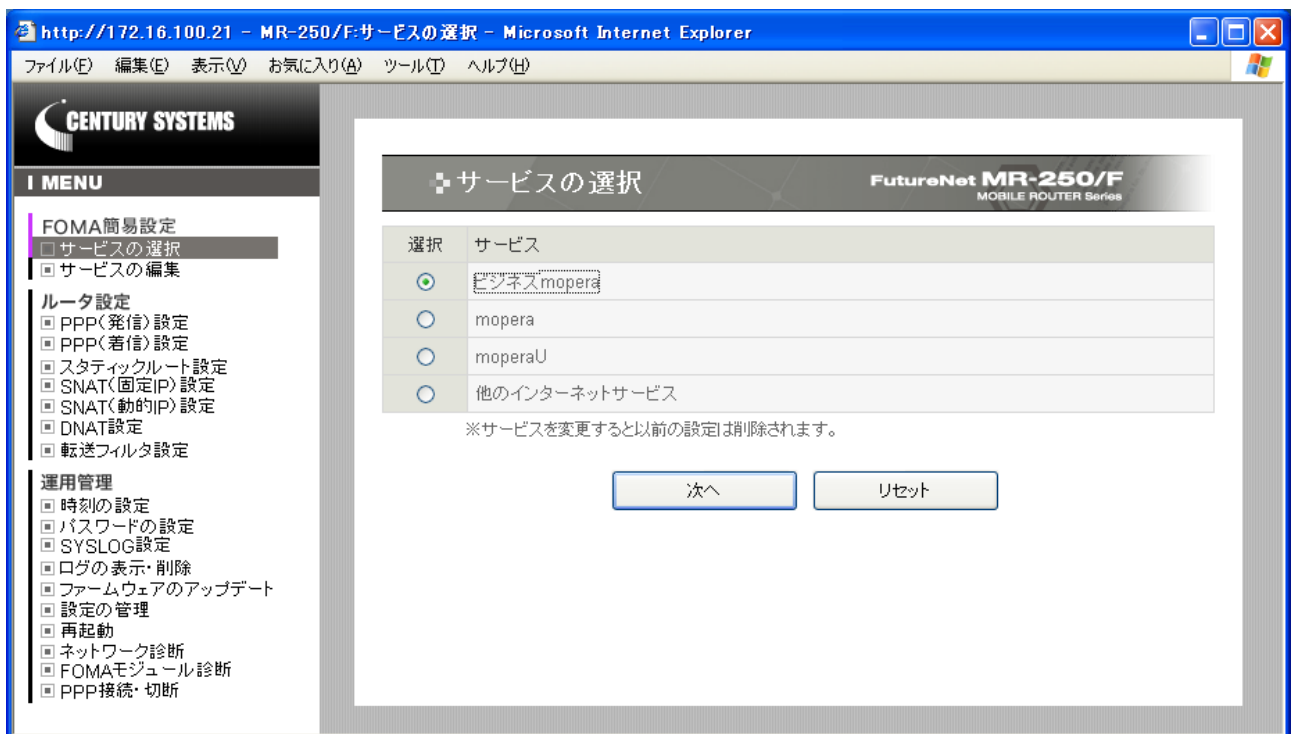 http://172.16.100.21 - MR-250/F:サービスの選択 - Microsoft Internet Explorer
ファイル(F) 編集(E) 表示(V) お気に入り(A) ツール(T) ヘルプ(H)
CENTURY SYSTEMS
MENU
FOMA簡易設定
サービスの選択
サービスの編集
ルータ設定
PPP(発信)設定
PPP(着信)設定
スタティックルート設定
SNAT(固定IP)設定
SNAT(動的IP)設定
DNAT設定
転送フィルタ設定
運用管理
時刻の設定
パスワードの設定
SYSLOG設定
ログの表示・削除
ファームウェアのアップデート
設定の管理
再起動
ネットワーク診断
FOMAモジュール診断
PPP接続・切断
サービスの選択
FutureNet MR-250/F
MOBILE ROUTER Series
選択 サービス
ビジネスmopera
mopera
moperaU
他のインターネットサービス
※サービスを変更すると以前の設定は削除されます。
次へ リセット